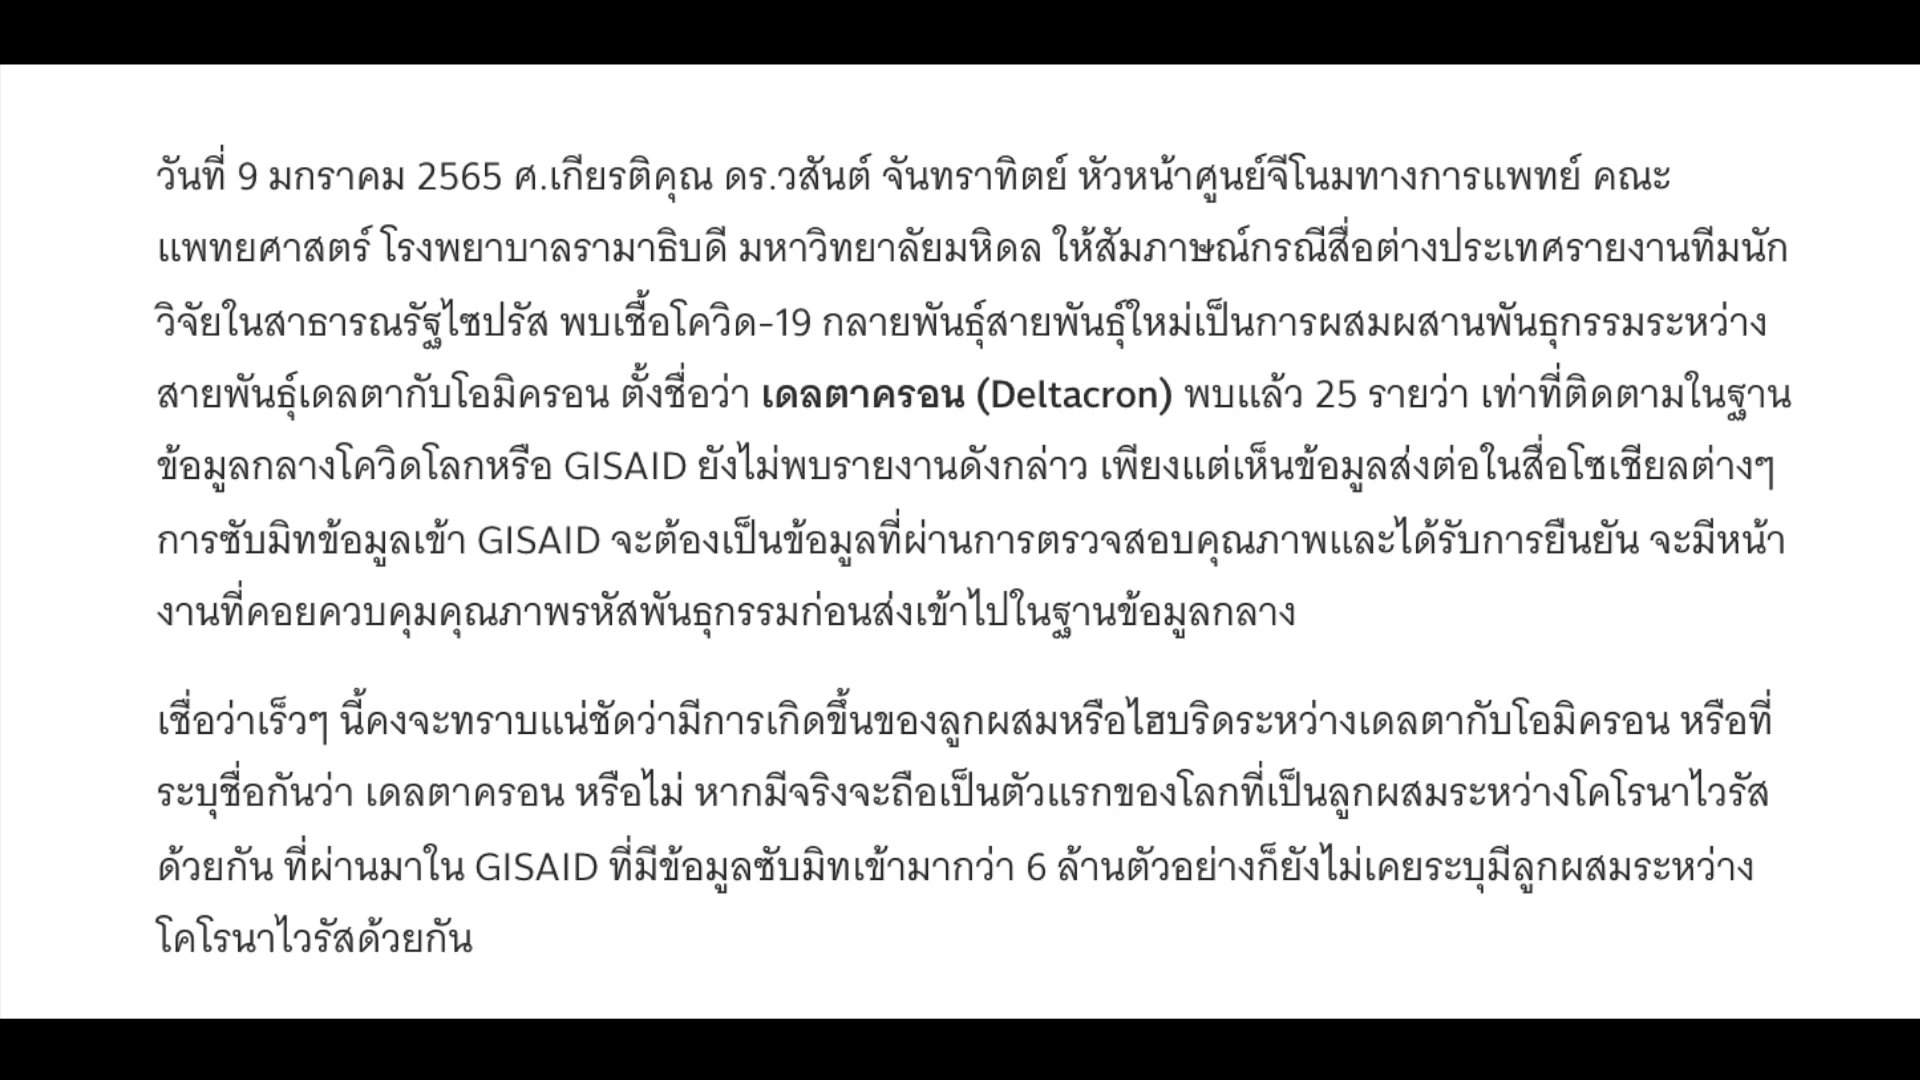 วันที่ 9 มกราคม 2565 ศ.เกียรติคุณ ดร.วสันต์ จันทราทิตย์ หัวหน้าศูนย์จีโนมทางการแพทย์ คณะ
แพทยศาสตร์ โรงพยาบาลรามาธิบดี มหาวิทยาลัยมหิดล ให้สัมภาษณ์กรณีสื่อต่างประเทศรายงานทีมนัก
วิจัยในสาธารณรัฐไซปรัส พบเชื้อโควิด-19 กลายพันธุ์สายพันธุ์ใหม่เป็นการผสมผสานพันธุกรรมระหว่าง
สายพันธุ์เดลตากับโอมิครอน ตั้งชื่อว่า เดลตาครอน (Deltacron) พบแล้ว 25 รายว่า เท่าที่ติดตามในฐาน
ข้อมูลกลางโควิดโลกหรือ GISAID ยังไม่พบรายงานดังกล่าว เพียงแต่เห็นข้อมูลส่งต่อในสื่อโซเชียลต่างๆ
การซับมิทข้อมูลเข้า GISAID จะต้องเป็นข้อมูลที่ผ่านการตรวจสอบคุณภาพและได้รับการยืนยัน จะมีหน้า
งานที่คอยควบคุมคุณภาพรหัสพันธุกรรมก่อนส่งเข้าไปในฐานข้อมูลกลาง
เชื่อว่าเร็วๆ นี้คงจะทราบแน่ชัดว่ามีการเกิดขึ้นของลูกผสมหรือไฮบริดระหว่างเดลตากับโอมิครอน หรือที่
ระบุชื่อกันว่า เดลตาครอน หรือไม่ หากมีจริงจะถือเป็นตัวแรกของโลกที่เป็นลูกผสมระหว่างโคโรนาไวรัส
ด้วยกัน ที่ผ่านมาใน GISAID ที่มีข้อมูลซับมิทเข้ามากว่า 6 ล้านตัวอย่างก็ยังไม่เคยระบุมีลูกผสมระหว่าง
โคโรนาไวรัสด้วยกัน